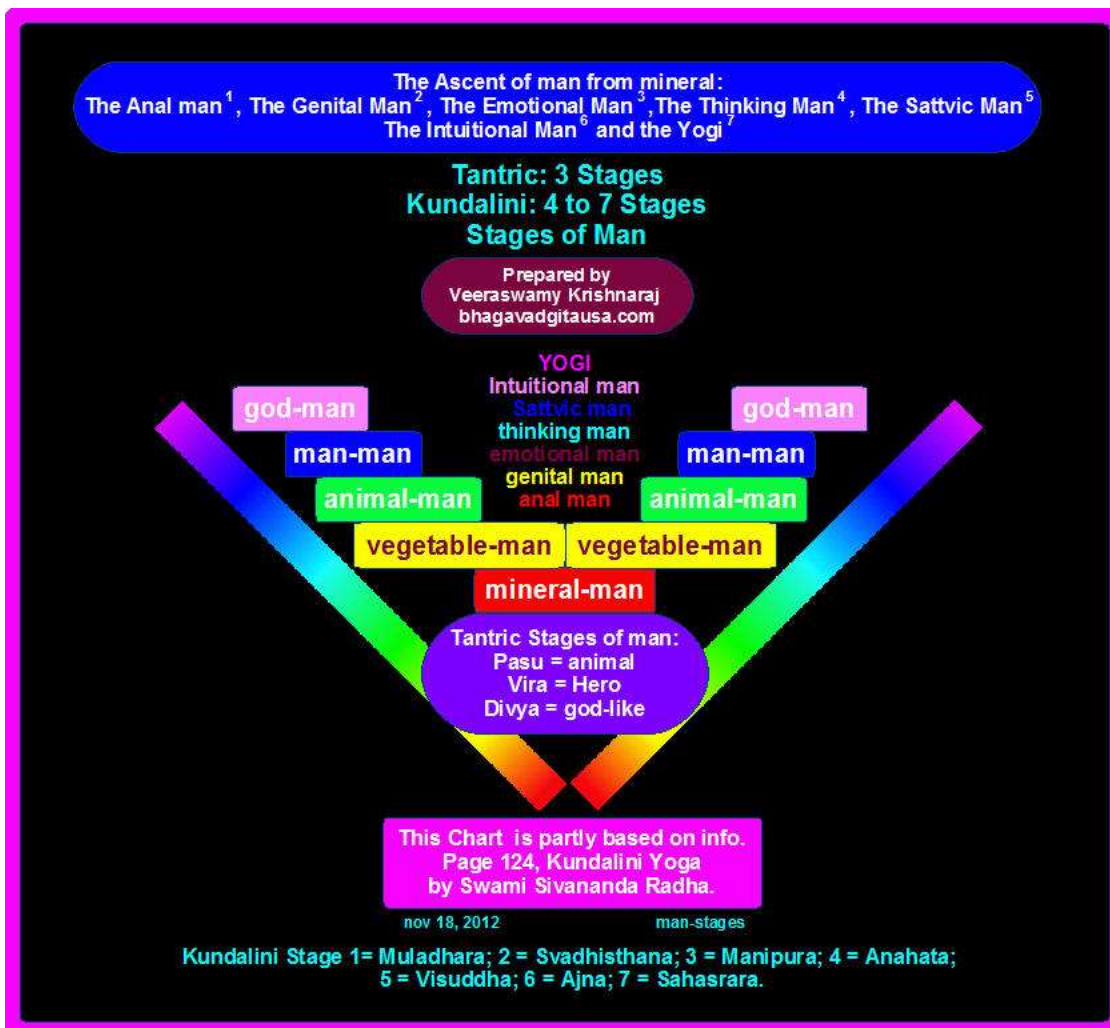 The Ascent of man from mineral:
The Anal man 1, The Genital Man 2, The Emotional Man 3,The Thinking Man 4, The Sattvic Man 5
The Intuitional Man 6 and the Yogi 7
Tantric: 3 Stages
Kundalini: 4 to 7 Stages
Stages of Man
Prepared by
Veeraswamy Krishnaraj
bhagavadgitausa.com
YOGI
Intuitional man
Sattvic man
thinking man
emotional man
genital man
anal man
god-man god-man
man-man man-man
animal-man animal-man
vegetable-man vegetable-man
mineral-man
Tantric Stages of man:
Pasu = animal
Vira = Hero
Divya = god-like
This Chart is partly based on info.
Page 124, Kundalini Yoga
by Swami Sivananda Radha.
nov 18, 2012 man-stages
Kundalini Stage 1= Muladhara; 2 = Svadhisthana; 3 = Manipura; 4 = Anahata;
5 = Visuddha; 6 = Ajna; 7 = Sahasrara.